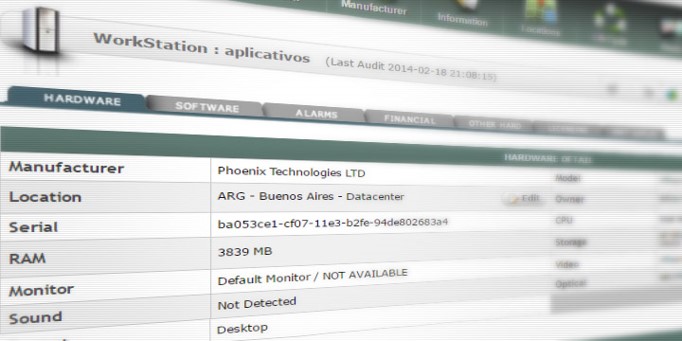 Manufacturer
Information
Locations
WorkStation : aplicativos (Last Audit 2014-02-18 21:08:15)
HARDWARE SOFTWARE ALARMS FINANCIAL OTHER HARD
HARDWARE DETAIL
Manufacturer Phoenix Technologies LTD Model
Location ARG - Buenos Aires - Datacenter Edit Owner
Serial ba053ce1-cf07-11e3-b2fe-94de802683a4 CPU
RAM 3839 MB Storage
Monitor Default Monitor / NOT AVAILABLE Video
Sound Not Detected Optical
Desktop